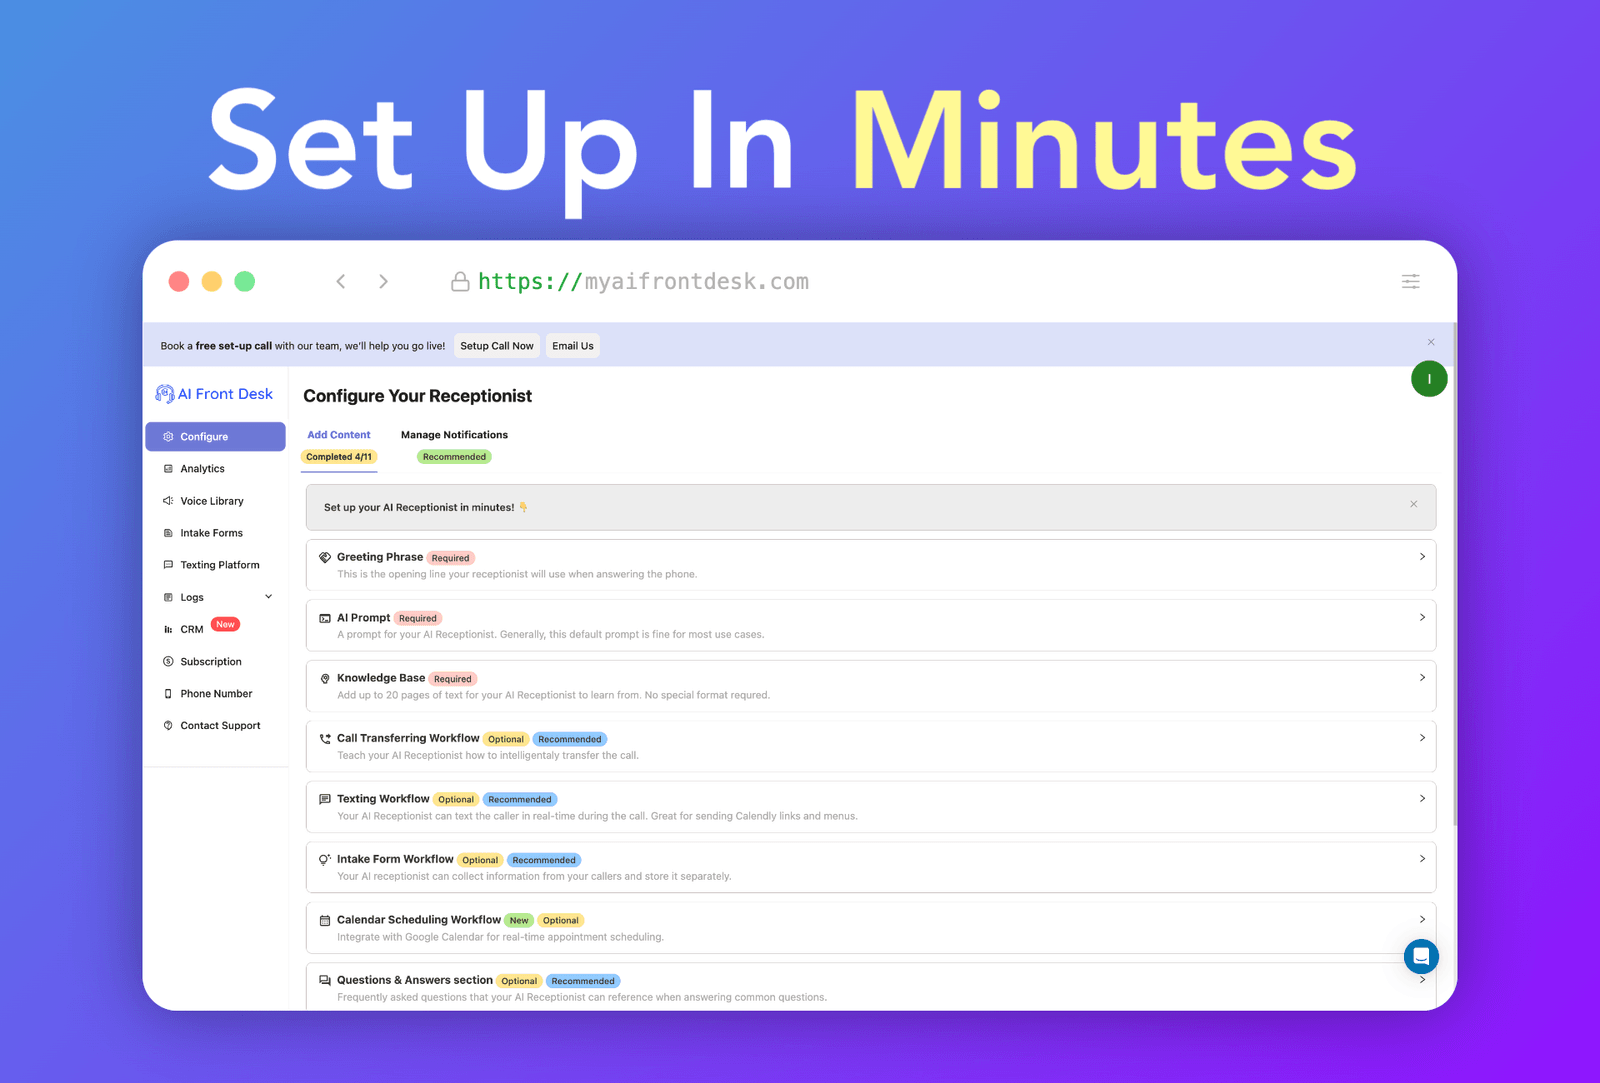 Set Up In Minutes
https://myaifrontdesk.com
Book a free set-up call with our team, we'll help you go live! Setup Call Now Email Us
I
AI Front Desk
Configure
Analytics
Voice Library
Intake Forms
Texting Platform
Logs
CRM New
Subscription
Phone Number
Contact Support
Configure Your Receptionist
Add Content Manage Notifications
Completed 4/11 Recommended
Set up your AI Receptionist in minutes! 👇
Greeting Phrase Required
This is the opening line your receptionist will use when answering the phone.
AI Prompt Required
A prompt for your AI Receptionist. Generally, this default prompt is fine for most use cases.
Knowledge Base Required
Add up to 20 pages of text for your AI Receptionist to learn from. No special format requred.
Call Transferring Workflow Optional Recommended
Teach your AI Receptionist how to intelligentaly transfer the call.
Texting Workflow Optional Recommended
Your AI Receptionist can text the caller in real-time during the call. Great for sending Calendly links and menus.
Intake Form Workflow Optional Recommended
Your AI receptionist can collect information from your callers and store it separately.
Calendar Scheduling Workflow New Optional
Integrate with Google Calendar for real-time appointment scheduling.
Questions & Answers section Optional Recommended
Frequently asked questions that your AI Receptionist can reference when answering common questions.